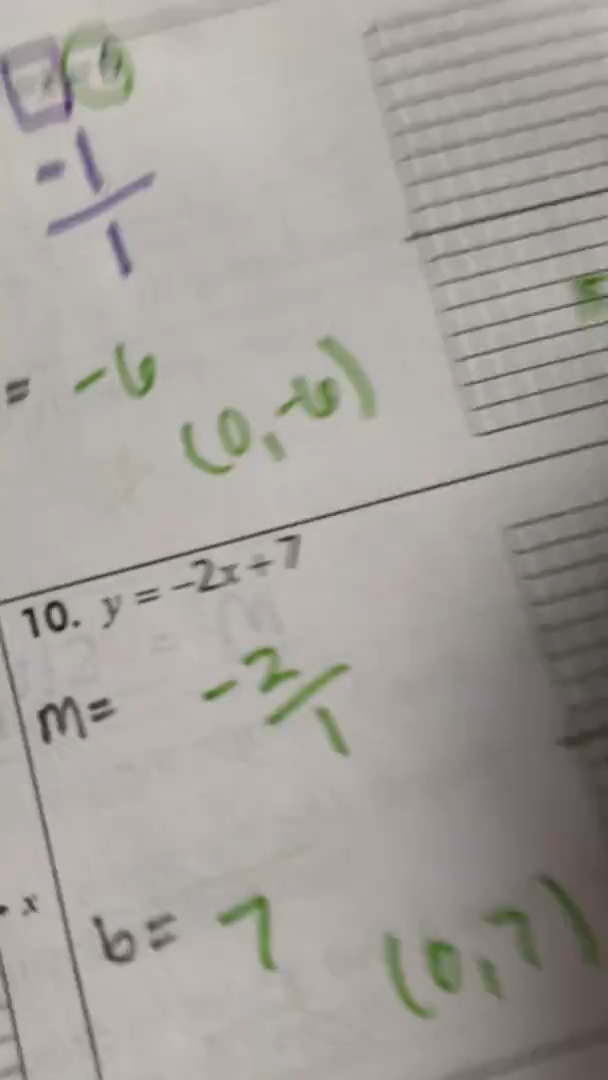 -1
1
= -6
(0,-6)
10. y = -2x+7
m= -2/1
x
b= 7 (0,7)